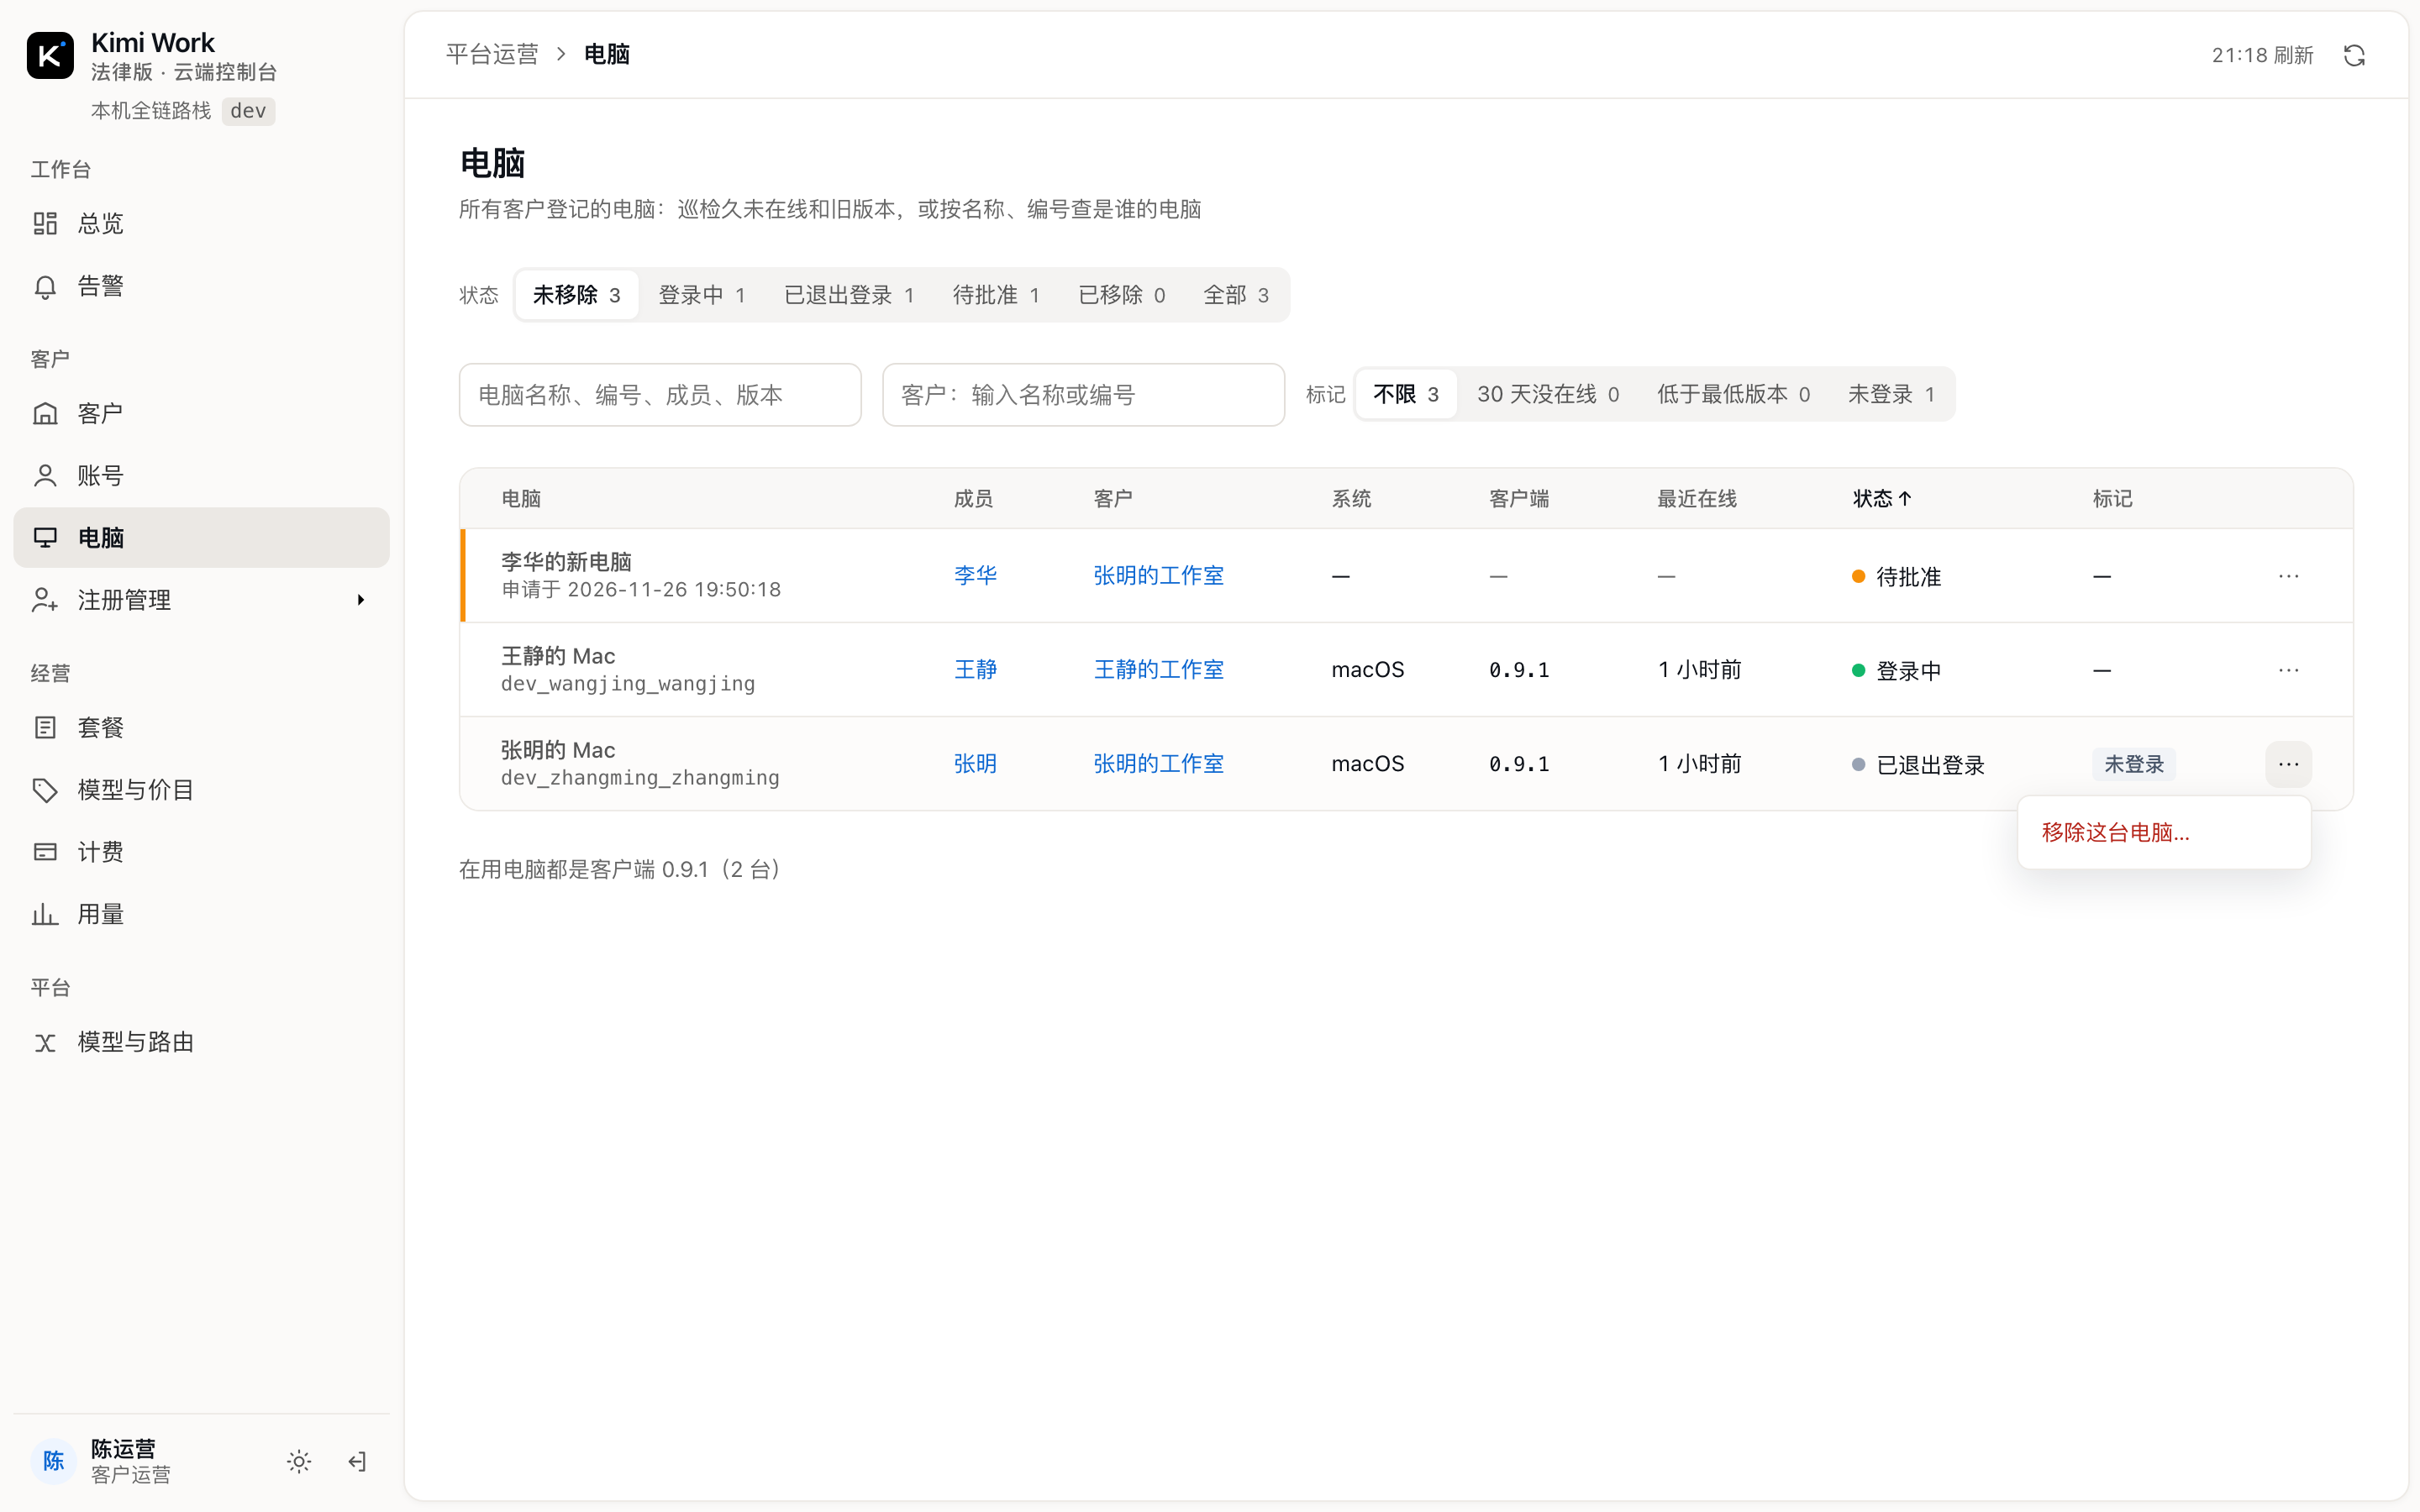 Kimi Work
法律版 · 云端控制台
本机全链路栈 dev
工作台
总览
告警
客户
客户
账号
电脑
注册管理
经营
套餐
模型与价目
计费
用量
平台
模型与路由
陈 陈运营
客户运营
平台运营 > 电脑
21:18 刷新
电脑
所有客户登记的电脑：巡检久未在线和旧版本，或按名称、编号查是谁的电脑
状态 未移除 3 登录中 1 已退出登录 1 待批准 1 已移除 0 全部 3
电脑名称、编号、成员、版本 客户：输入名称或编号 标记 不限 3 30 天没在线 0 低于最低版本 0 未登录 1
电脑 成员 客户 系统 客户端 最近在线 状态 ↑ 标记
李华的新电脑
申请于 2026-11-26 19:50:18
李华 张明的工作室 — — — 待批准 — ···
王静的 Mac
dev_wangjing_wangjing
王静 王静的工作室 macOS 0.9.1 1 小时前 登录中 — ···
张明的 Mac
dev_zhangming_zhangming
张明 张明的工作室 macOS 0.9.1 1 小时前 已退出登录 未登录 ···
移除这台电脑...
在用电脑都是客户端 0.9.1（2 台）